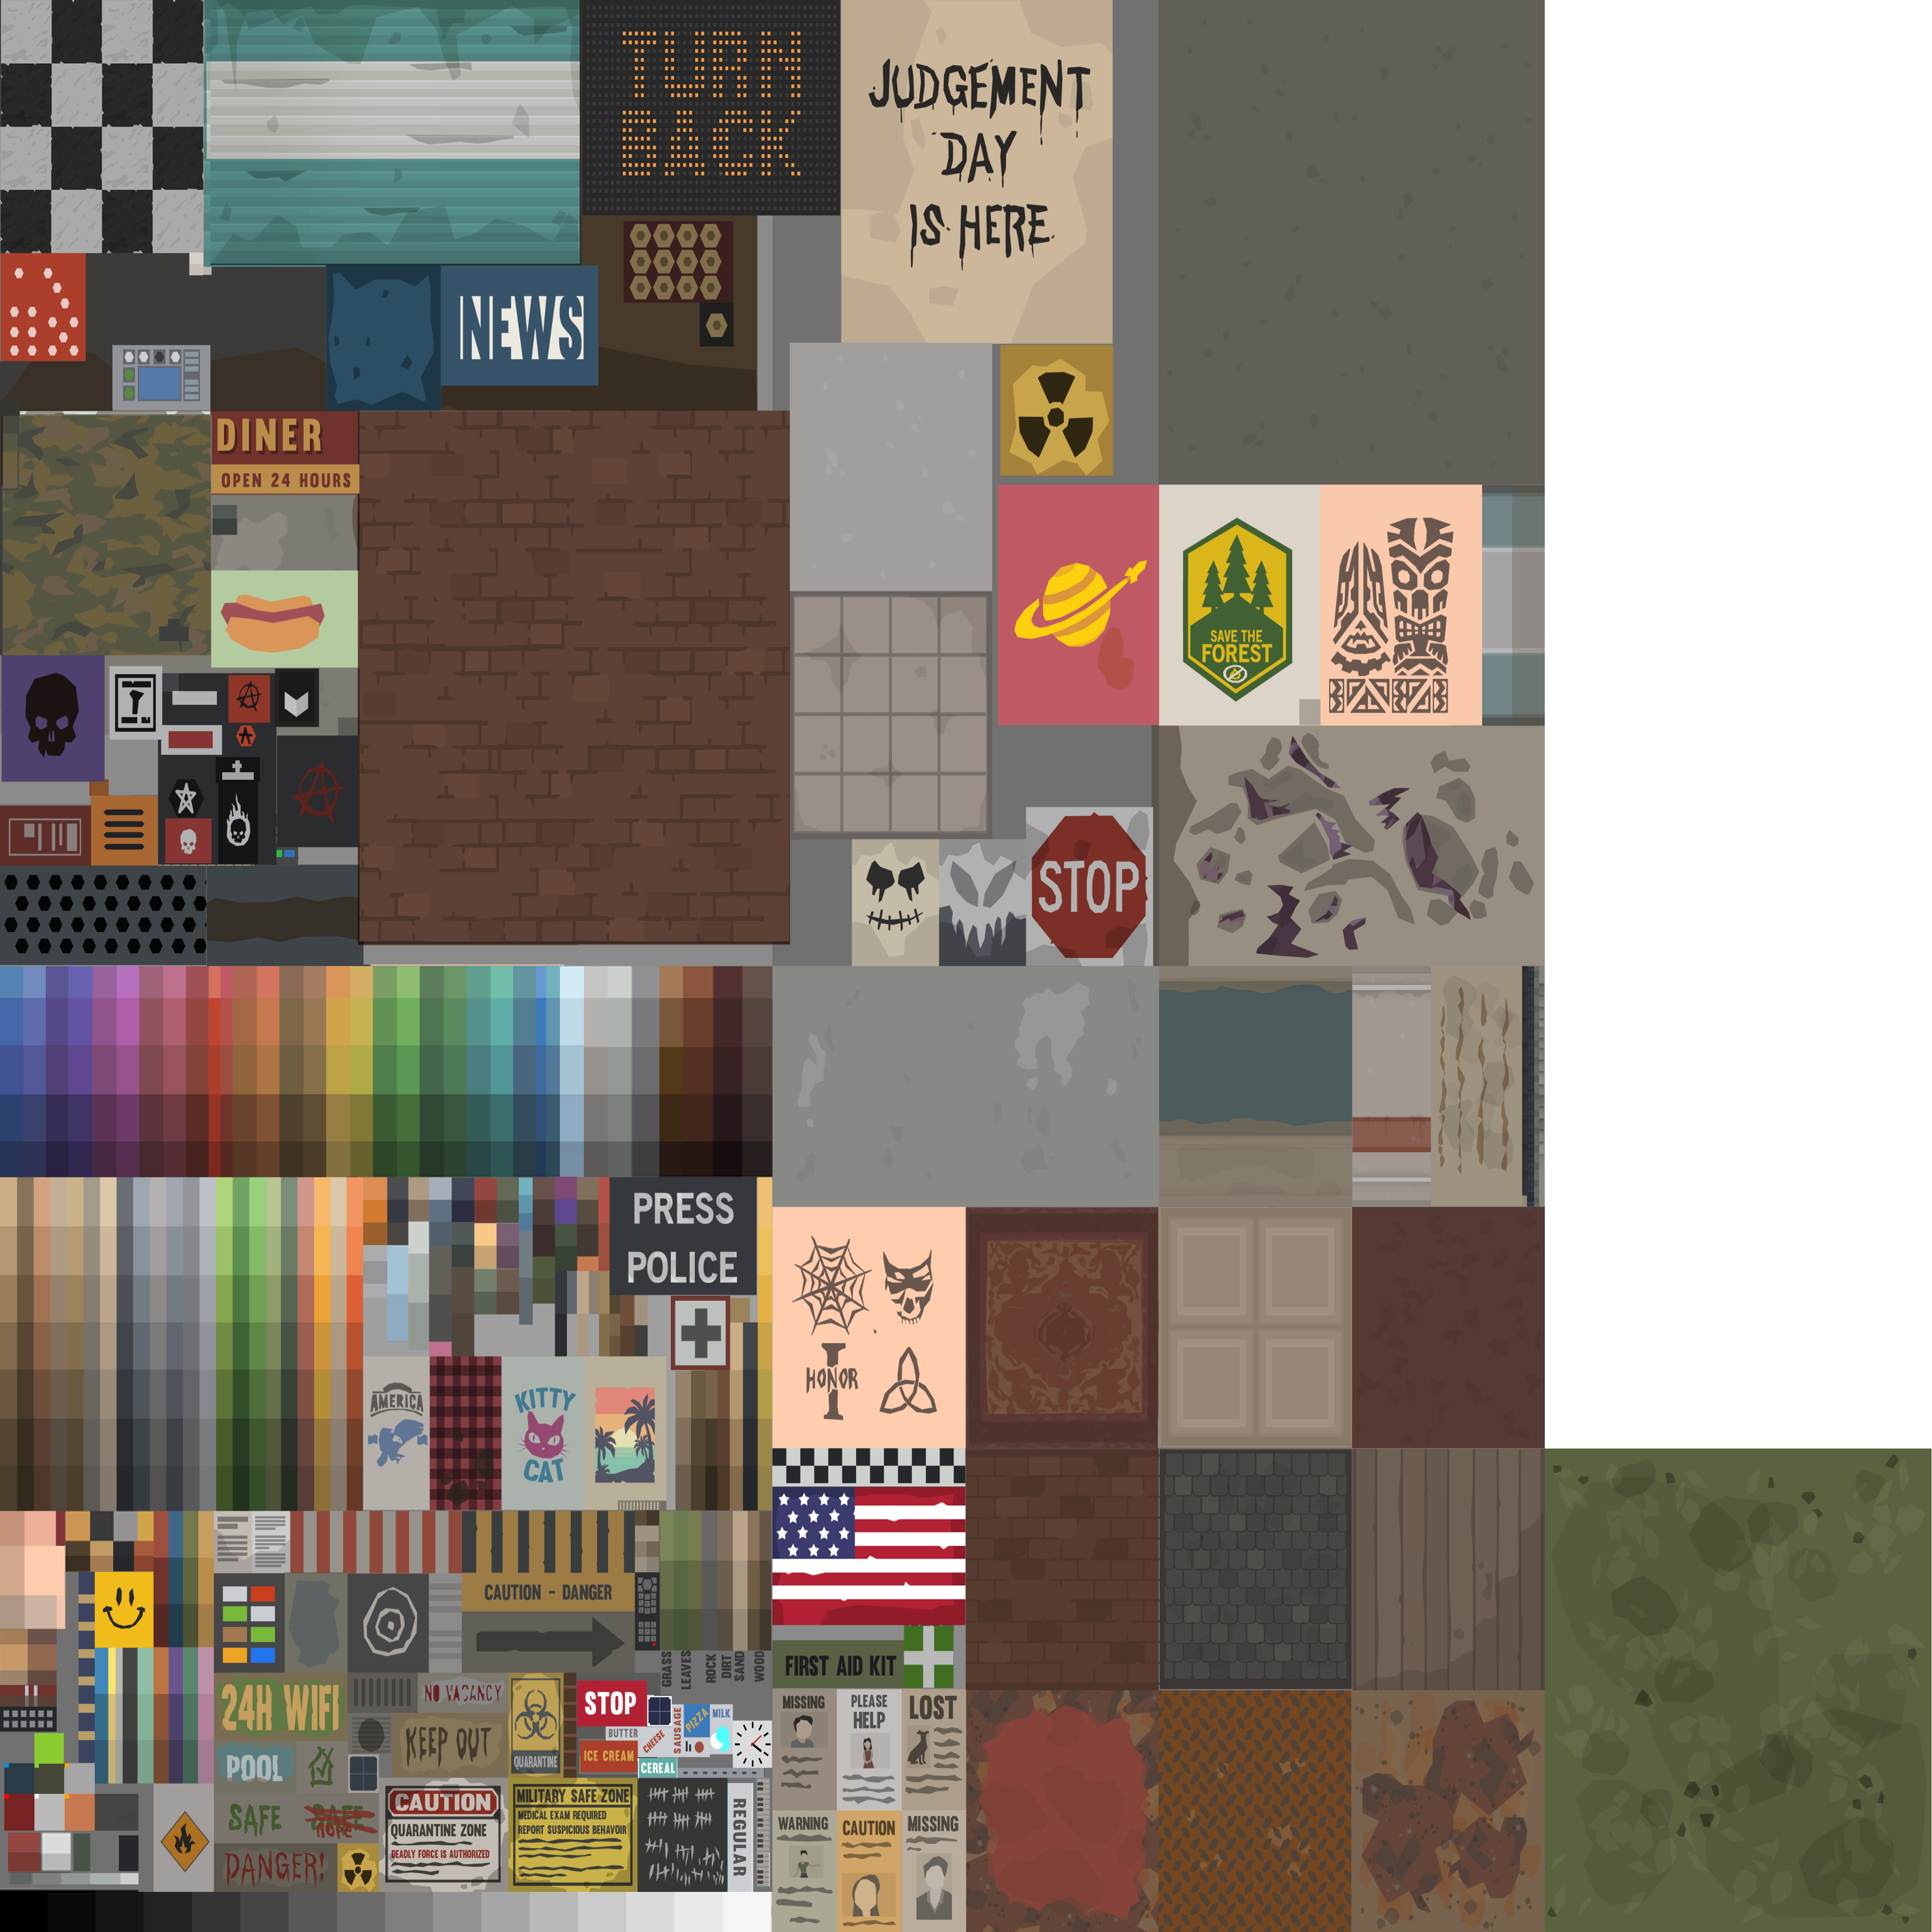 TURN
BACK
JUDGEMENT
DAY
IS HERE
NEWS
DINER
OPEN 24 HOURS
SAVE THE
FOREST
STOP
PRESS
POLICE
AMERICA
KITTY
CAT
HONOR
CAUTION - DANGER
GRASS
LEAVES
ROCK
DIRT
SAND
WOOD
FIRST AID KIT
24H WIFI
NO VACANCY
KEEP OUT
QUARANTINE
STOP
BUTTER
ICE CREAM
CHEESE
SAUSAGE
PIZZA
MILK
CEREAL
POOL
SAFE
SAFE
NOPE
DANGER!
CAUTION
QUARANTINE ZONE
DEADLY FORCE IS AUTHORIZED
MILITARY SAFE ZONE
MEDICAL EXAM REQUIRED
REPORT SUSPICIOUS BEHAVOIR
REGULAR
MISSING
PLEASE
HELP
LOST
WARNING
CAUTION
MISSING